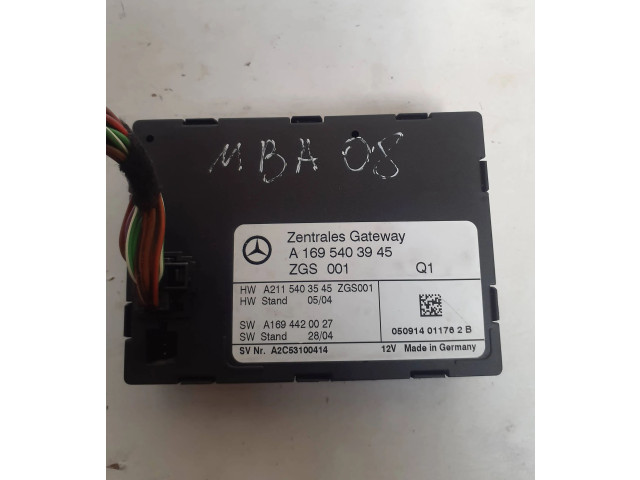 MBA 08
Zentrales Gateway
A 169 540 39 45
ZGS 001 Q1
HW A211 540 35 45 ZGS001
HW Stand 05/04
SW A169 442 00 27
SW Stand 28/04
050914 01176 2 B
SV Nr. A2C53100414 12V Made in Germany